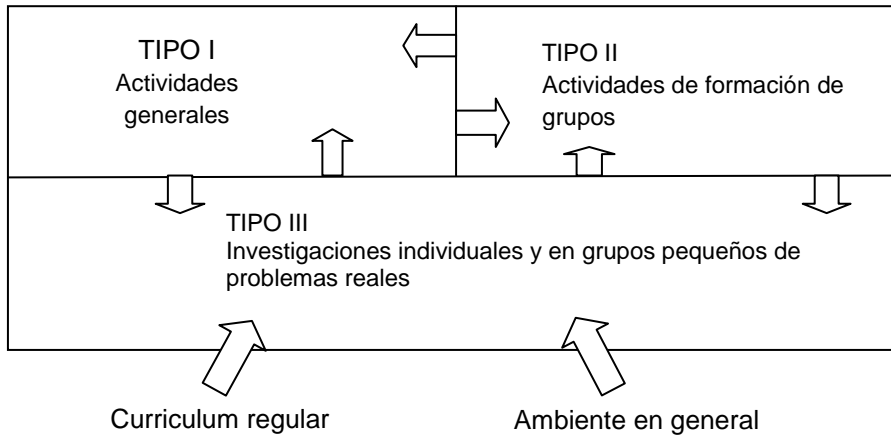 TIPO I
Actividades
generales
TIPO II
Actividades de formación de
grupos
TIPO III
Investigaciones individuales y en grupos pequeños de
problemas reales
Curriculum regular
Ambiente en general